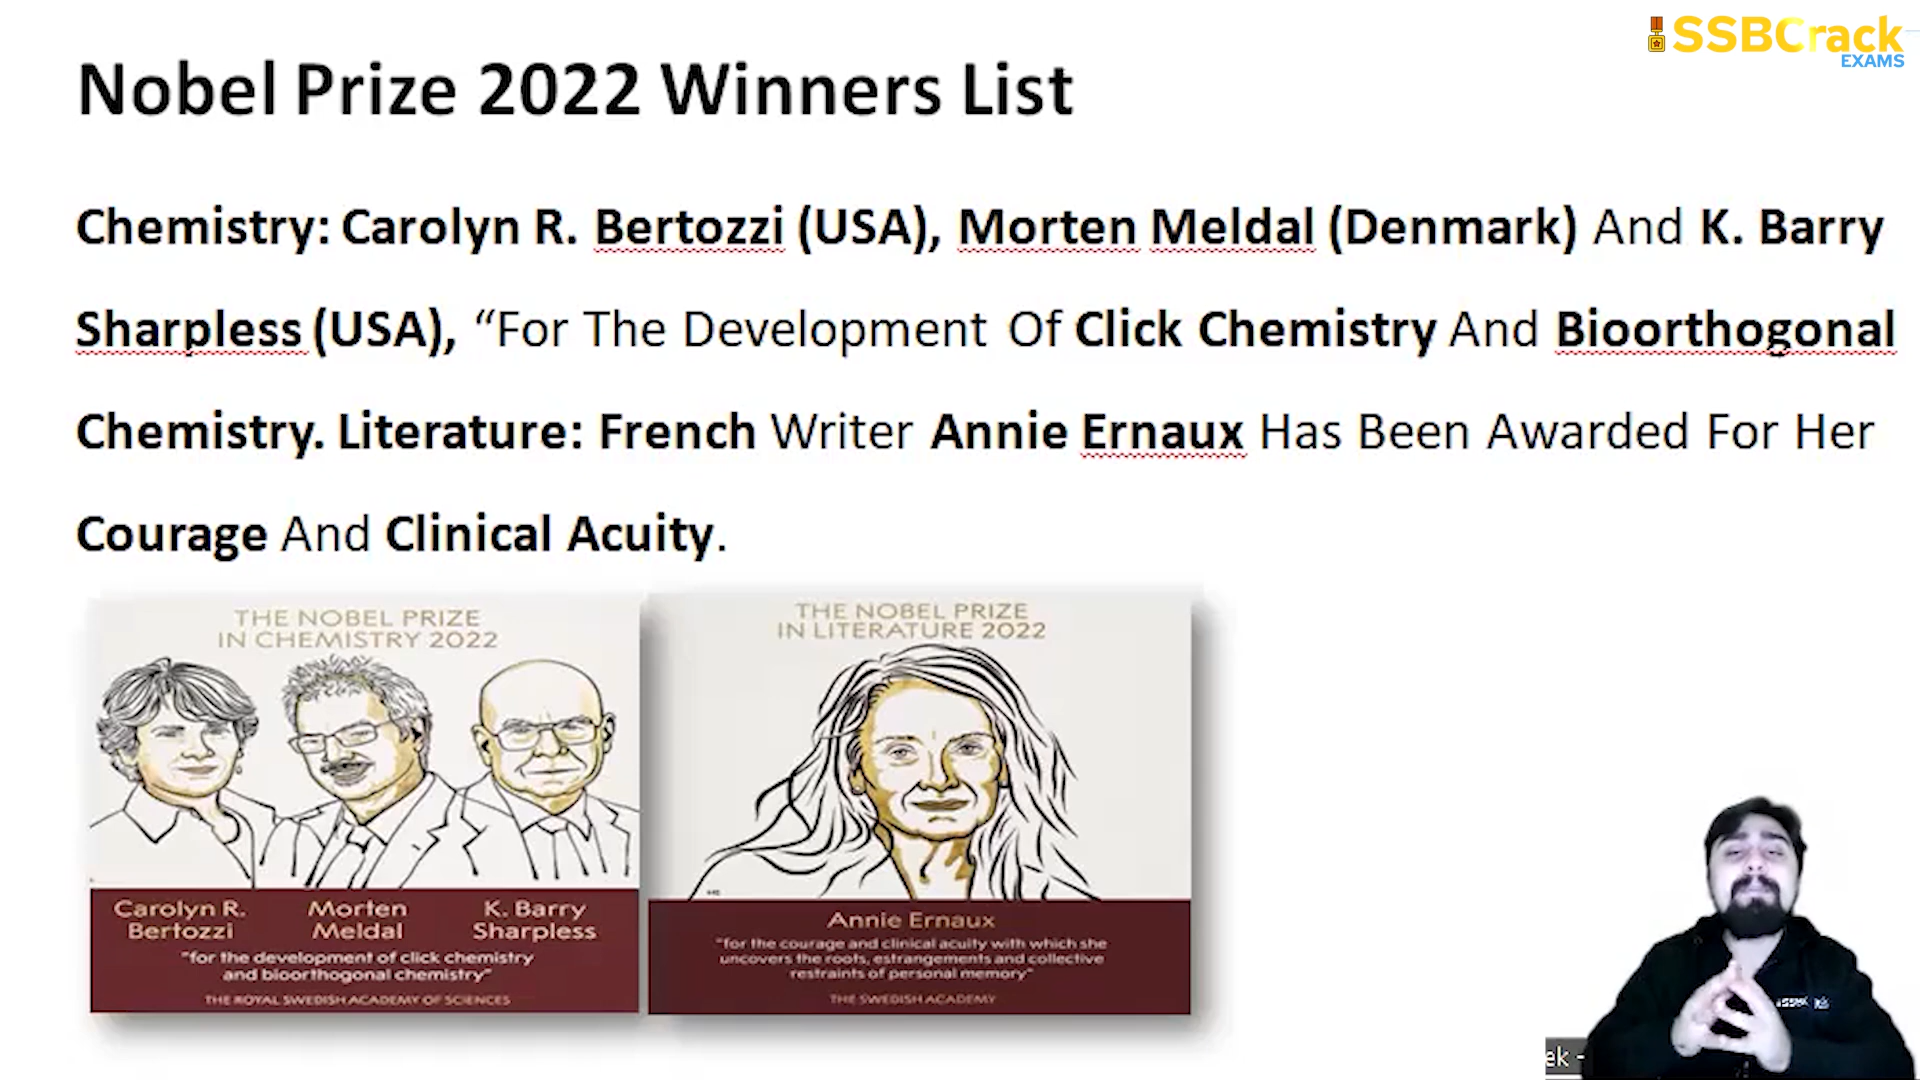 SSBCrack
EXAMS
Nobel Prize 2022 Winners List
Chemistry: Carolyn R. Bertozzi (USA), Morten Meldal (Denmark) And K. Barry
Sharpless (USA), “For The Development Of Click Chemistry And Bioorthogonal
Chemistry. Literature: French Writer Annie Ernaux Has Been Awarded For Her
Courage And Clinical Acuity.
THE NOBEL PRIZE
IN CHEMISTRY 2022
Carolyn R.
Bertozzi
Morten
Meldal
K. Barry
Sharpless
"for the development of click chemistry
and bioorthogonal chemistry"
THE ROYAL SWEDISH ACADEMY OF SCIENCES
THE NOBEL PRIZE
IN LITERATURE 2022
Annie Ernaux
"for the courage and clinical acuity with which she
uncovers the roots, estrangements and collective
restraints of personal memory"
THE SWEDISH ACADEMY
ek -